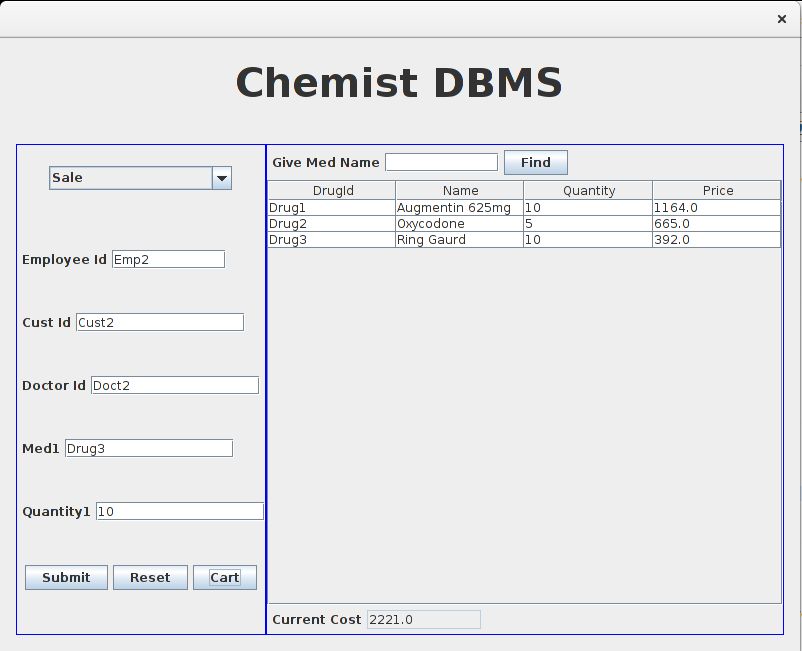 Chemist DBMS
Sale
Employee Id Emp2
Cust Id Cust2
Doctor Id Doct2
Med1 Drug3
Quantity1 10
Submit Reset Cart
Give Med Name Find
DrugId Name Quantity Price
Drug1 Augmentin 625mg 10 1164.0
Drug2 Oxycodone 5 665.0
Drug3 Ring Gaurd 10 392.0
Current Cost 2221.0